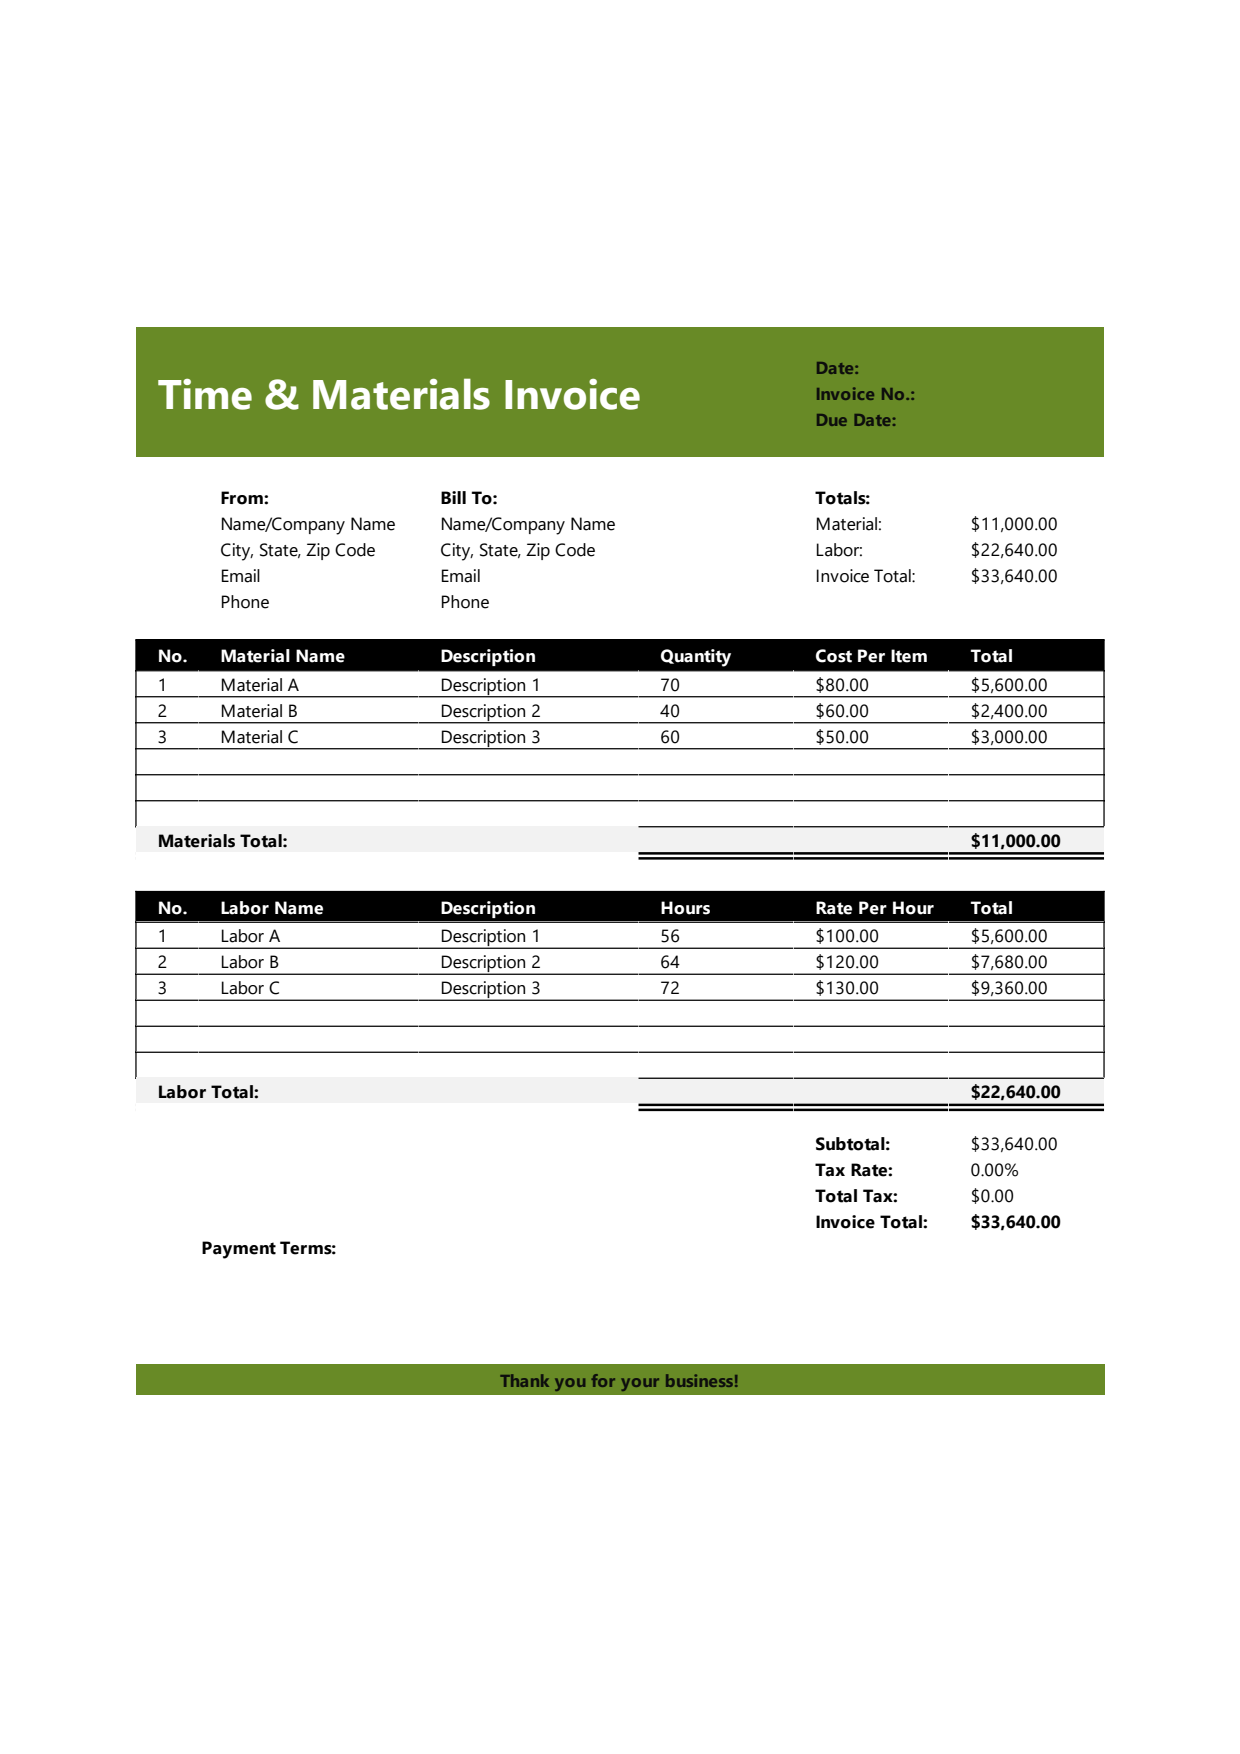 Time & Materials Invoice
Date:
Invoice No.:
Due Date:
From: Bill To: Totals:
Name/Company Name Name/Company Name Material: $11,000.00
City, State, Zip Code City, State, Zip Code Labor: $22,640.00
Email Email Invoice Total: $33,640.00
Phone Phone
No. Material Name Description Quantity Cost Per Item Total
1 Material A Description 1 70 $80.00 $5,600.00
2 Material B Description 2 40 $60.00 $2,400.00
3 Material C Description 3 60 $50.00 $3,000.00
Materials Total: $11,000.00
No. Labor Name Description Hours Rate Per Hour Total
1 Labor A Description 1 56 $100.00 $5,600.00
2 Labor B Description 2 64 $120.00 $7,680.00
3 Labor C Description 3 72 $130.00 $9,360.00
Labor Total: $22,640.00
Subtotal: $33,640.00
Tax Rate: 0.00%
Total Tax: $0.00
Invoice Total: $33,640.00
Payment Terms:
Thank you for your business!